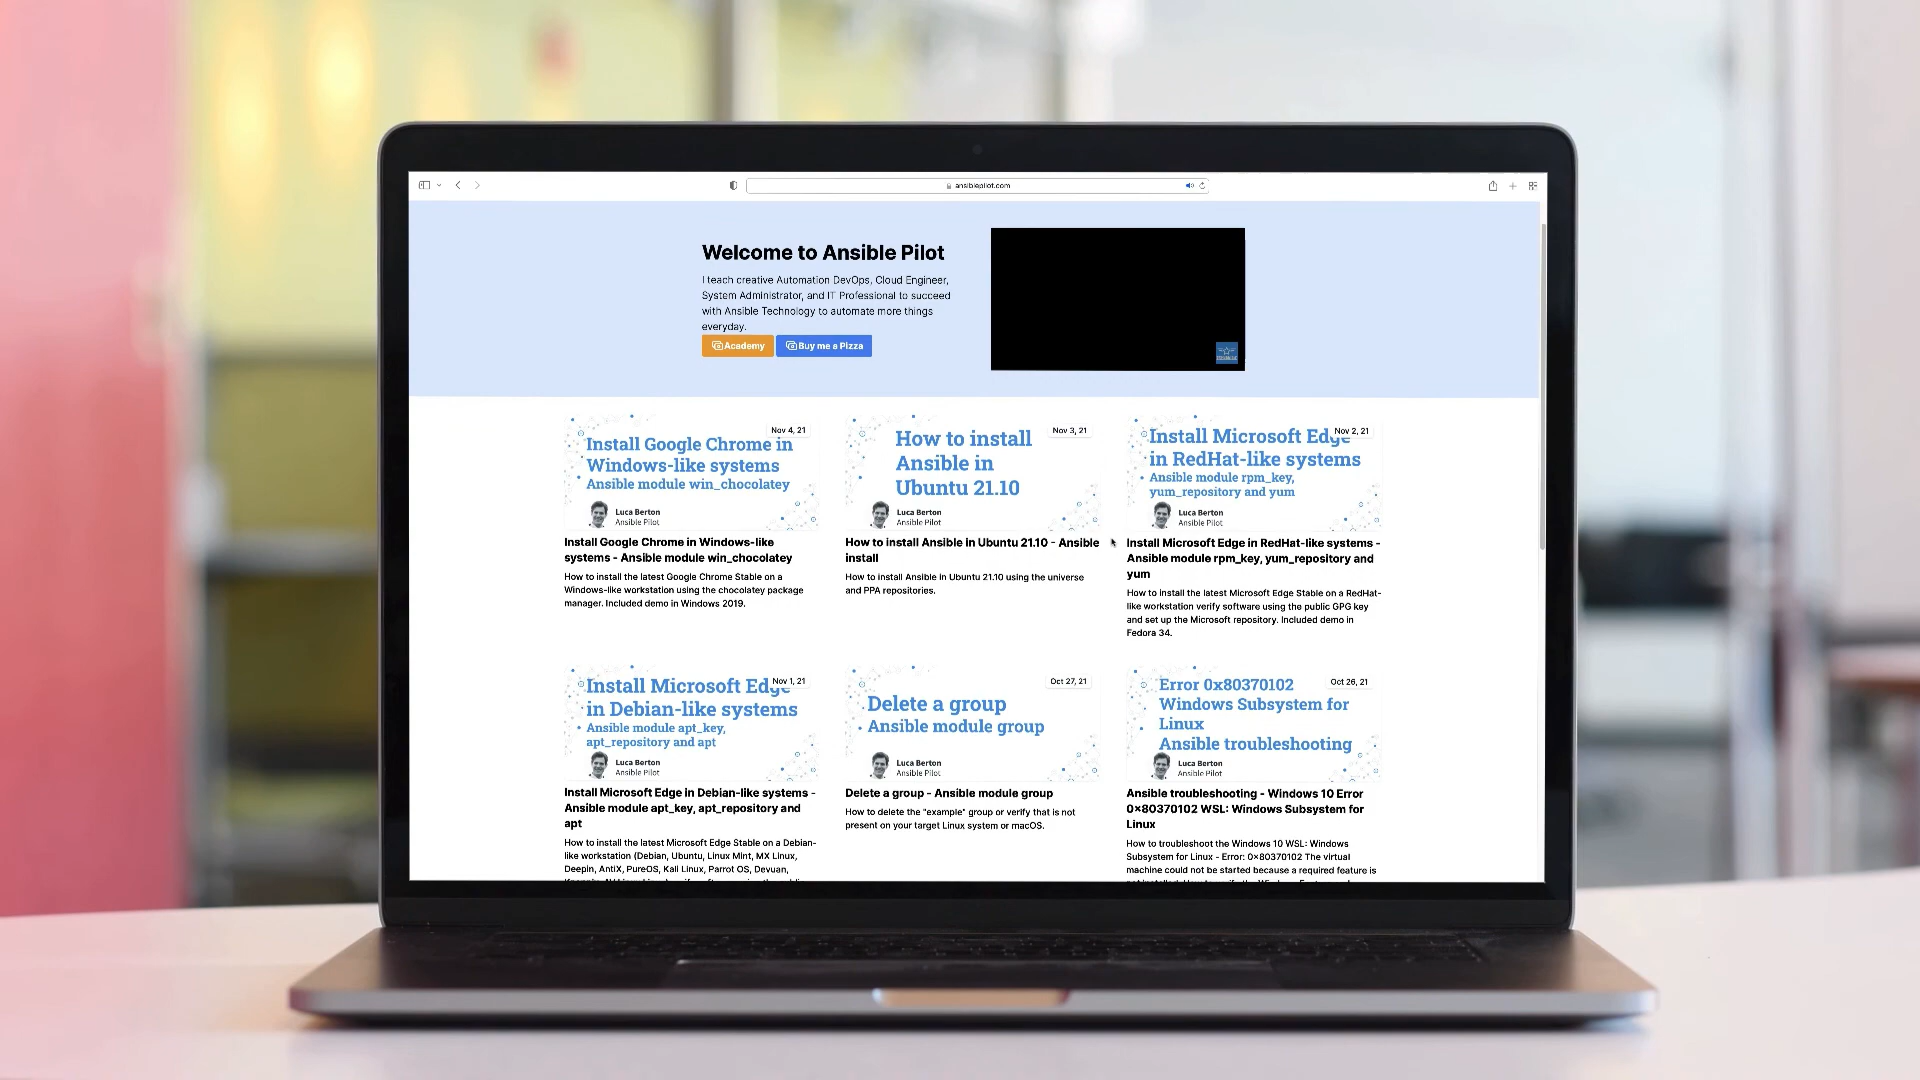 ansiblepilot.com
Welcome to Ansible Pilot
I teach creative Automation DevOps, Cloud Engineer,
System Administrator, and IT Professional to succeed
with Ansible Technology to automate more things
everyday.
Academy
Buy me a Pizza
Nov 4, 21
Install Google Chrome in
Windows-like systems
Ansible module win_chocolatey
Luca Berton
Ansible Pilot
Install Google Chrome in Windows-like
systems - Ansible module win_chocolatey
How to install the latest Google Chrome Stable on a
Windows-like workstation using the chocolatey package
manager. Included demo in Windows 2019.
Nov 3, 21
How to install
Ansible in
Ubuntu 21.10
Luca Berton
Ansible Pilot
How to install Ansible in Ubuntu 21.10 - Ansible
install
How to install Ansible in Ubuntu 21.10 using the universe
and PPA repositories.
Nov 2, 21
Install Microsoft Edge
in RedHat-like systems
Ansible module rpm_key,
yum_repository and yum
Luca Berton
Ansible Pilot
Install Microsoft Edge in RedHat-like systems -
Ansible module rpm_key, yum_repository and
yum
How to install the latest Microsoft Edge Stable on a RedHat-
like workstation verify software using the public GPG key
and set up the Microsoft repository. Included demo in
Fedora 34.
Nov 1, 21
Install Microsoft Edge
in Debian-like systems
Ansible module apt_key,
apt_repository and apt
Luca Berton
Ansible Pilot
Install Microsoft Edge in Debian-like systems -
Ansible module apt_key, apt_repository and
apt
How to install the latest Microsoft Edge Stable on a Debian-
like workstation (Debian, Ubuntu, Linux Mint, MX Linux,
Deepin, AntiX, PureOS, Kali Linux, Parrot OS, Devuan,
Oct 27, 21
Delete a group
Ansible module group
Luca Berton
Ansible Pilot
Delete a group - Ansible module group
How to delete the "example" group or verify that is not
present on your target Linux system or macOS.
Oct 26, 21
Error 0x80370102
Windows Subsystem for
Linux
Ansible troubleshooting
Luca Berton
Ansible Pilot
Ansible troubleshooting - Windows 10 Error
0x80370102 WSL: Windows Subsystem for
Linux
How to troubleshoot the Windows 10 WSL: Windows
Subsystem for Linux - Error: 0x80370102 The virtual
machine could not be started because a required feature is